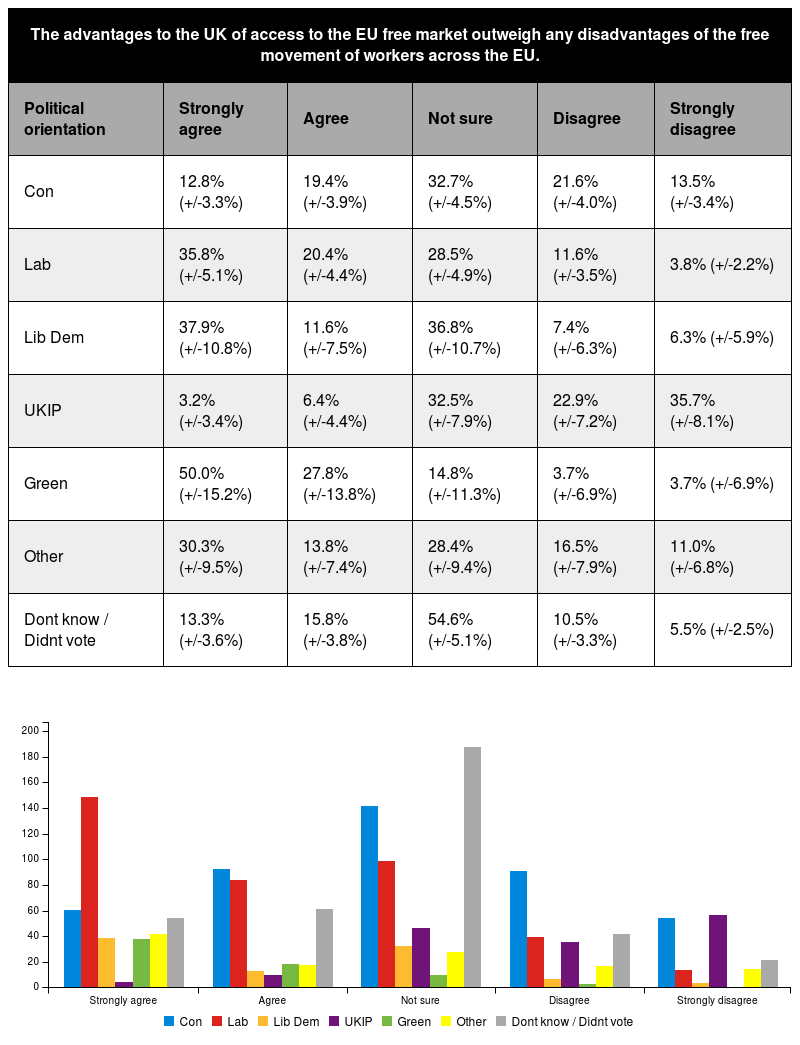 The advantages to the UK of access to the EU free market outweigh any disadvantages of the free
movement of workers across the EU.
Political orientation Strongly agree Agree Not sure Disagree Strongly disagree
Con 12.8% (+/-3.3%) 19.4% (+/-3.9%) 32.7% (+/-4.5%) 21.6% (+/-4.0%) 13.5% (+/-3.4%)
Lab 35.8% (+/-5.1%) 20.4% (+/-4.4%) 28.5% (+/-4.9%) 11.6% (+/-3.5%) 3.8% (+/-2.2%)
Lib Dem 37.9% (+/-10.8%) 11.6% (+/-7.5%) 36.8% (+/-10.7%) 7.4% (+/-6.3%) 6.3% (+/-5.9%)
UKIP 3.2% (+/-3.4%) 6.4% (+/-4.4%) 32.5% (+/-7.9%) 22.9% (+/-7.2%) 35.7% (+/-8.1%)
Green 50.0% (+/-15.2%) 27.8% (+/-13.8%) 14.8% (+/-11.3%) 3.7% (+/-6.9%) 3.7% (+/-6.9%)
Other 30.3% (+/-9.5%) 13.8% (+/-7.4%) 28.4% (+/-9.4%) 16.5% (+/-7.9%) 11.0% (+/-6.8%)
Dont know / Didnt vote 13.3% (+/-3.6%) 15.8% (+/-3.8%) 54.6% (+/-5.1%) 10.5% (+/-3.3%) 5.5% (+/-2.5%)
200
180
160
140
120
100
80
60
40
20
0
Strongly agree Agree Not sure Disagree Strongly disagree
Con Lab Lib Dem UKIP Green Other Dont know / Didnt vote